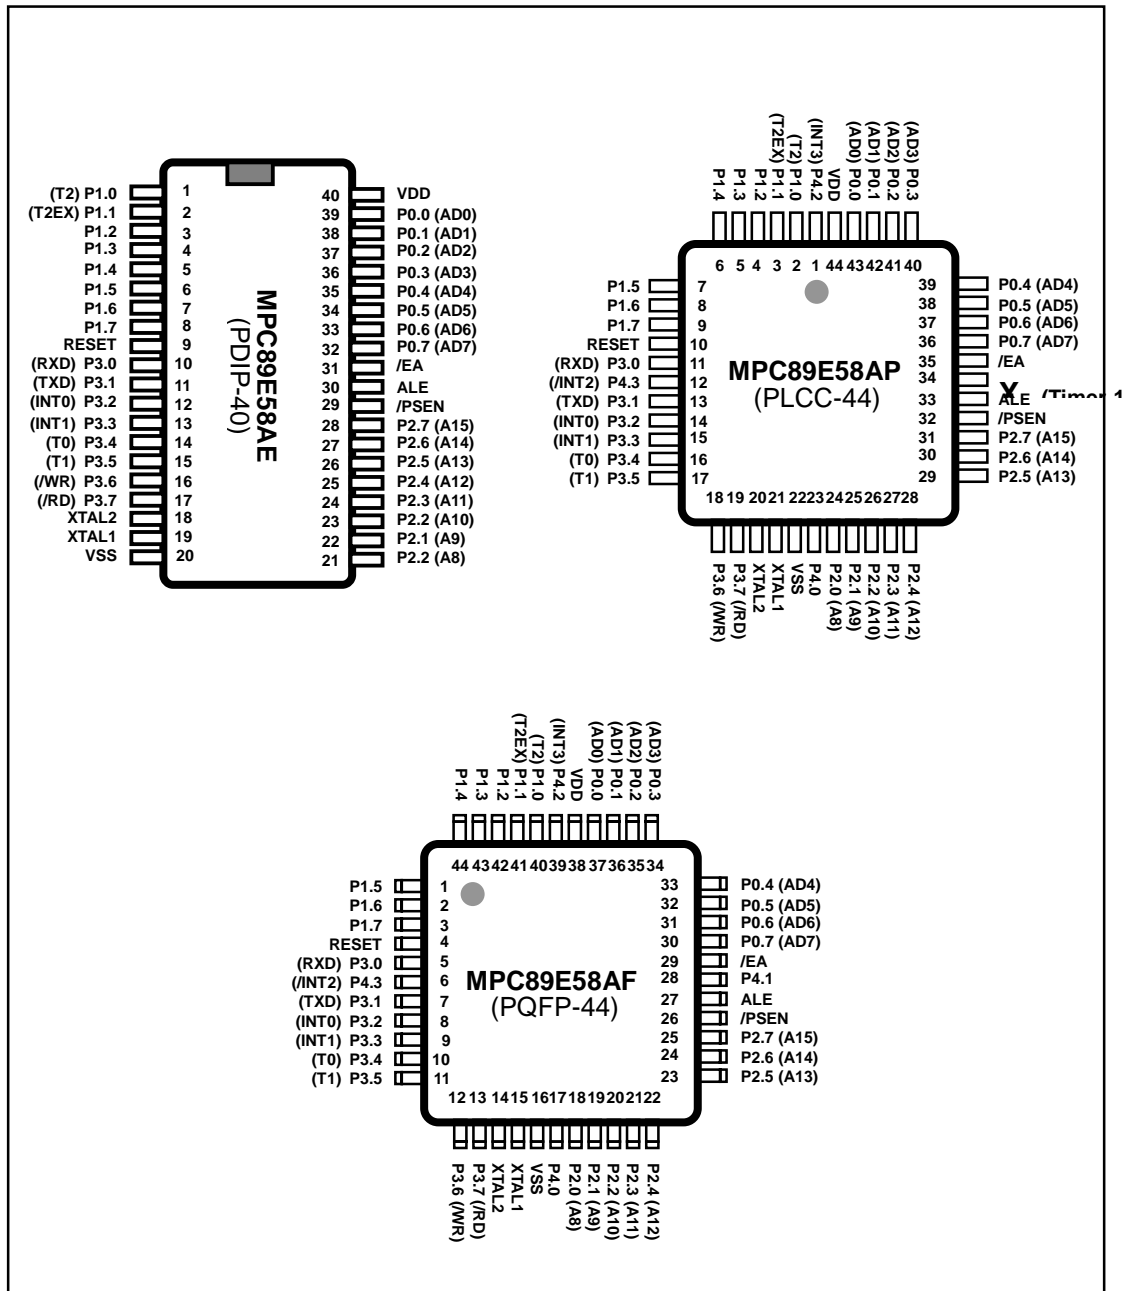 MPC89E58AE
(PDIP-40)
(T2) P1.0 1
(T2EX) P1.1 2
P1.2 3
P1.3 4
P1.4 5
P1.5 6
P1.6 7
P1.7 8
RESET 9
(RXD) P3.0 10
(TXD) P3.1 11
(INT0) P3.2 12
(INT1) P3.3 13
(T0) P3.4 14
(T1) P3.5 15
(/WR) P3.6 16
(/RD) P3.7 17
XTAL2 18
XTAL1 19
VSS 20
40 VDD
39 P0.0 (AD0)
38 P0.1 (AD1)
37 P0.2 (AD2)
36 P0.3 (AD3)
35 P0.4 (AD4)
34 P0.5 (AD5)
33 P0.6 (AD6)
32 P0.7 (AD7)
31 /EA
30 ALE
29 /PSEN
28 P2.7 (A15)
27 P2.6 (A14)
26 P2.5 (A13)
25 P2.4 (A12)
24 P2.3 (A11)
23 P2.2 (A10)
22 P2.1 (A9)
21 P2.2 (A8)
P1.4
P1.3
P1.2
(T2EX) P1.1
(T2) P1.0
(INT3) P4.2
VDD
(AD0) P0.0
(AD1) P0.1
(AD2) P0.2
(AD3) P0.3
6 5 4 3 2 1 44 43 42 41 40
P1.5 7
P1.6 8
P1.7 9
RESET 10
(RXD) P3.0 11
(/INT2) P4.3 12
(TXD) P3.1 13
(INT0) P3.2 14
(INT1) P3.3 15
(T0) P3.4 16
(T1) P3.5 17
MPC89E58AP
(PLCC-44)
39 P0.4 (AD4)
38 P0.5 (AD5)
37 P0.6 (AD6)
36 P0.7 (AD7)
35 /EA
34 X (Timer 1
33 ALE
32 /PSEN
31 P2.7 (A15)
30 P2.6 (A14)
29 P2.5 (A13)
18 19 20 21 22 23 24 25 26 27 28
P3.6 (/WR)
P3.7 (/RD)
XTAL2
XTAL1
VSS
P4.0
P2.0 (A8)
P2.1 (A9)
P2.2 (A10)
P2.3 (A11)
P2.4 (A12)
P1.4
P1.3
P1.2
(T2EX) P1.1
(T2) P1.0
(INT3) P4.2
VDD
(AD0) P0.0
(AD1) P0.1
(AD2) P0.2
(AD3) P0.3
44 43 42 41 40 39 38 37 36 35 34
P1.5 1
P1.6 2
P1.7 3
RESET 4
(RXD) P3.0 5
(/INT2) P4.3 6
(TXD) P3.1 7
(INT0) P3.2 8
(INT1) P3.3 9
(T0) P3.4 10
(T1) P3.5 11
MPC89E58AF
(PQFP-44)
33 P0.4 (AD4)
32 P0.5 (AD5)
31 P0.6 (AD6)
30 P0.7 (AD7)
29 /EA
28 P4.1
27 ALE
26 /PSEN
25 P2.7 (A15)
24 P2.6 (A14)
23 P2.5 (A13)
12 13 14 15 16 17 18 19 20 21 22
P3.6 (/WR)
P3.7 (/RD)
XTAL2
XTAL1
VSS
P4.0
P2.0 (A8)
P2.1 (A9)
P2.2 (A10)
P2.3 (A11)
P2.4 (A12)